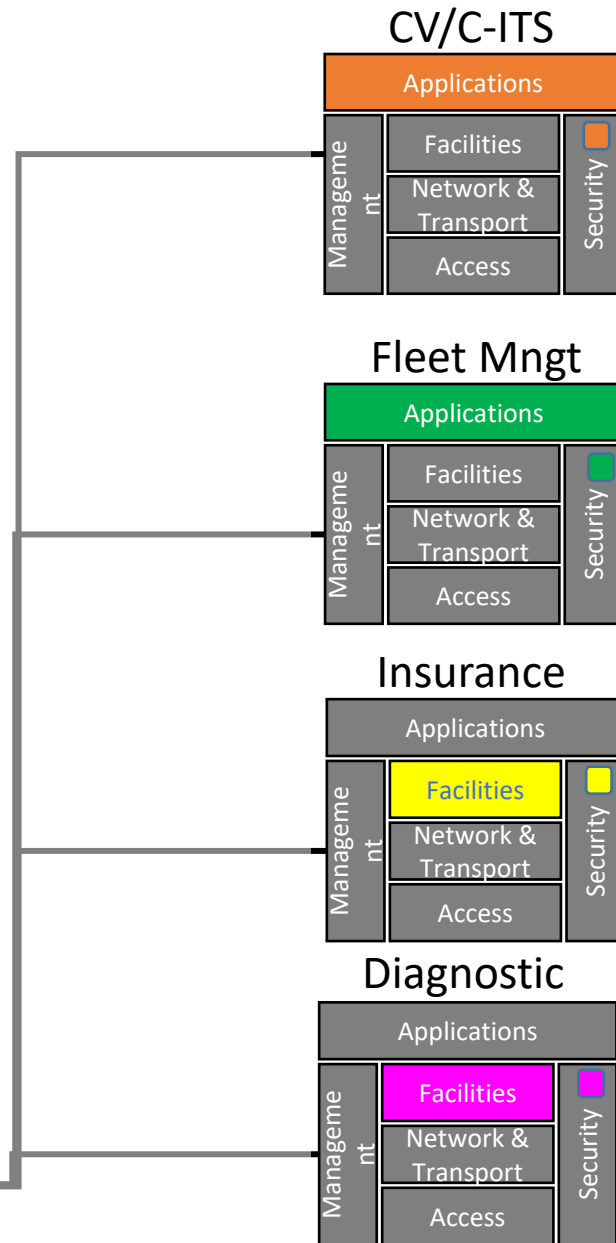 CV/C-ITS
Applications
Manageme
nt
Facilities
Network &
Transport
Access
Security
Fleet Mngt
Applications
Manageme
nt
Facilities
Network &
Transport
Access
Security
Insurance
Applications
Manageme
nt
Facilities
Network &
Transport
Access
Security
Diagnostic
Applications
Manageme
nt
Facilities
Network &
Transport
Access
Security